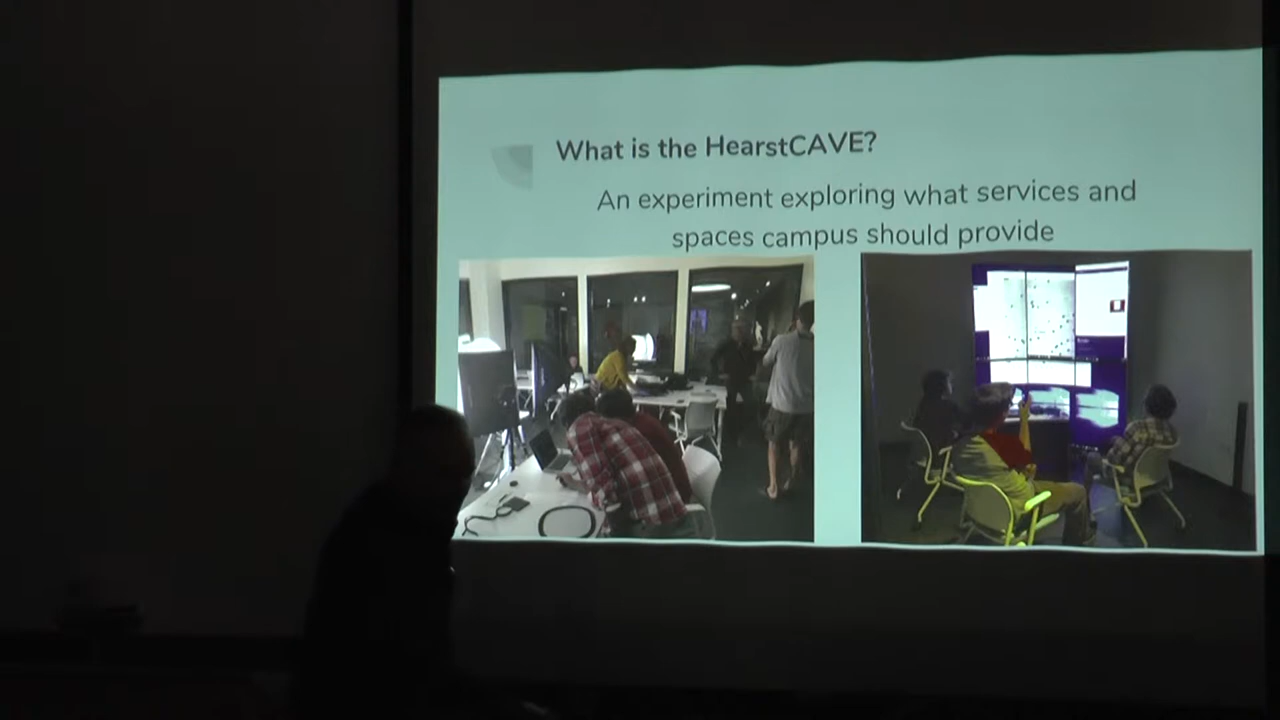 What is the HearstCAVE?
An experiment exploring what services and
spaces campus should provide